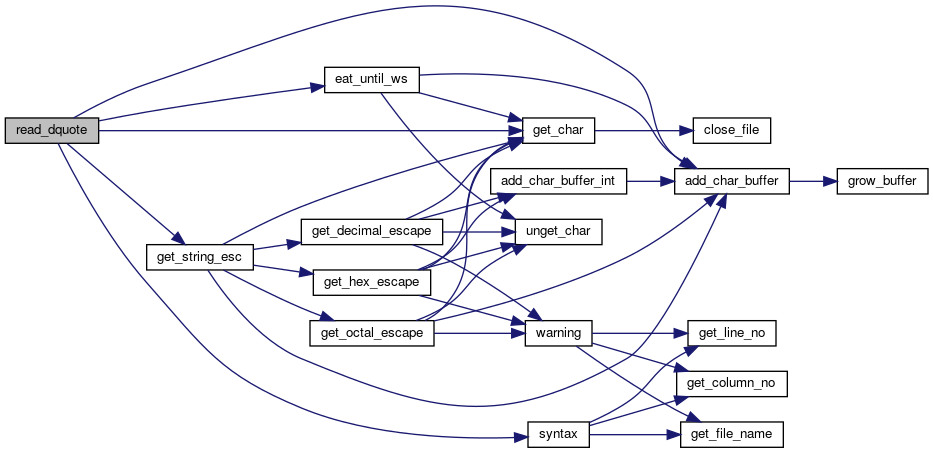 read_dquote
eat_until_ws
get_string_esc
get_decimal_escape
get_hex_escape
get_octal_escape
get_char
add_char_buffer_int
unget_char
warning
syntax
close_file
add_char_buffer
get_line_no
get_column_no
get_file_name
grow_buffer